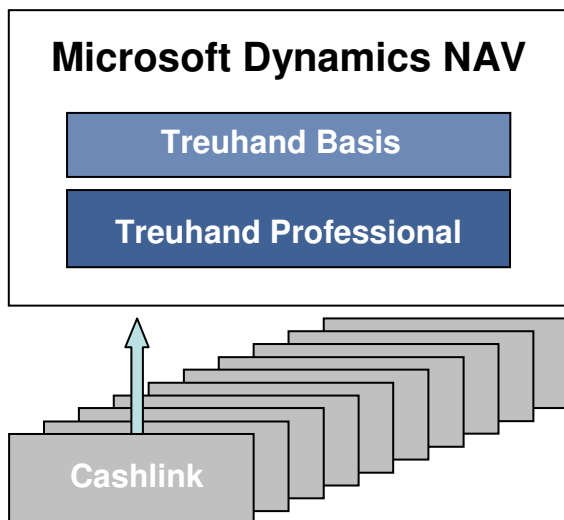 Microsoft Dynamics NAV
Treuhand Basis
Treuhand Professional
Cashlink